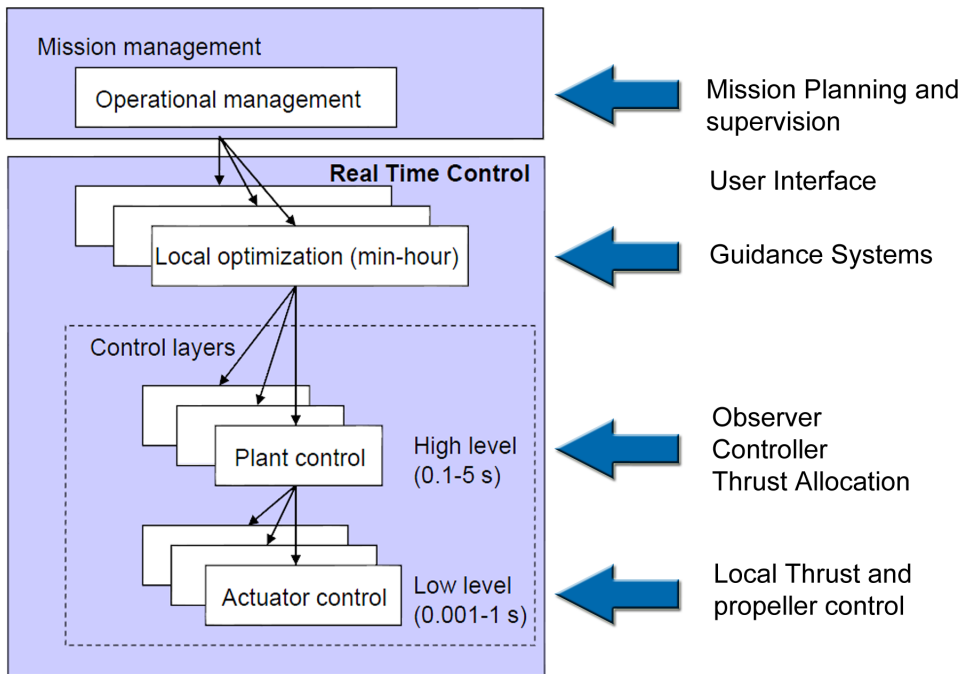 Mission management
Operational management
Mission Planning and
supervision
Real Time Control
User Interface
Local optimization (min-hour)
Guidance Systems
Control layers
Plant control
High level
(0.1-5 s)
Observer
Controller
Thrust Allocation
Actuator control
Low level
(0.001-1 s)
Local Thrust and
propeller control